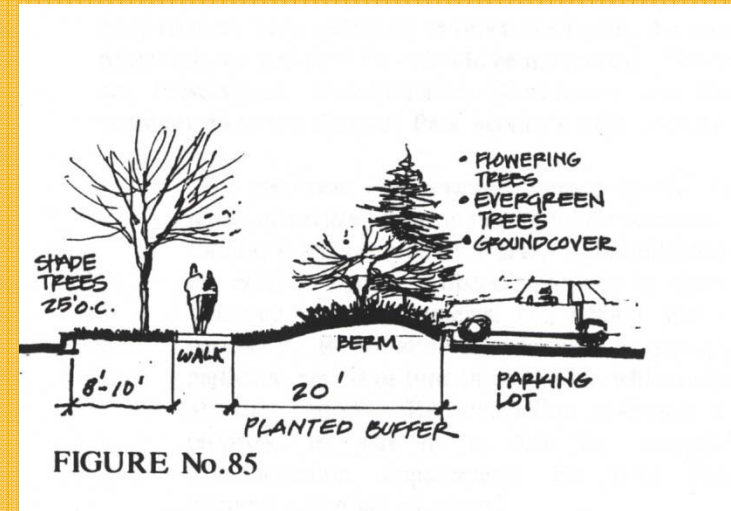 • FLOWERING
TREES
• EVERGREEN
TREES
• GROUNDCOVER
SHADE
TREES
25'O.C.
WALK
BERM
8'-10'
20'
PARKING
LOT
PLANTED BUFFER
FIGURE No.85